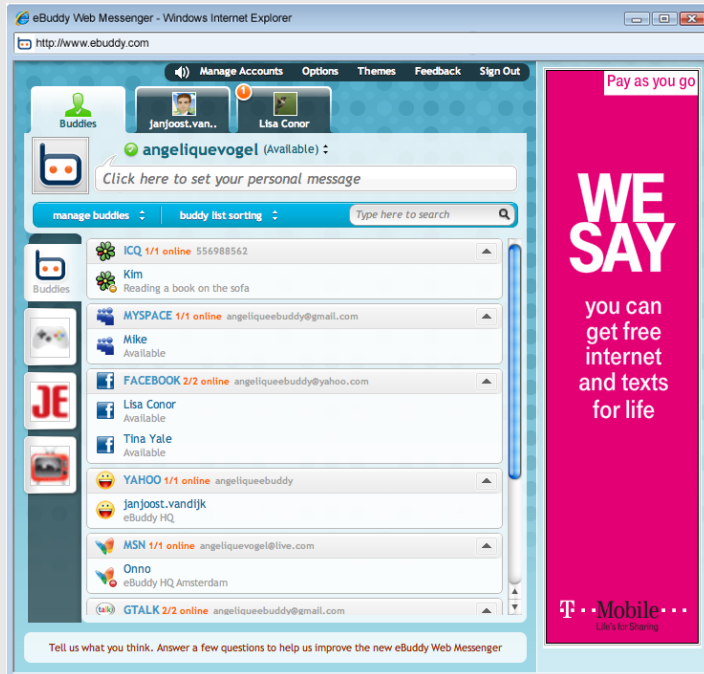 eBuddy Web Messenger - Windows Internet Explorer
http://www.ebuddy.com
Manage Accounts Options Themes Feedback Sign Out
Buddies
janjoost.van..
1
Lisa Conor
angeliquevogel (Available)
Click here to set your personal message
manage buddies buddy list sorting Type here to search
Buddies
JE
ICQ 1/1 online 556988562
Kim
Reading a book on the sofa
MYSPACE 1/1 online angeliqueebuddy@gmail.com
Mike
Available
FACEBOOK 2/2 online angeliqueebuddy@yahoo.com
Lisa Conor
Available
Tina Yale
Available
YAHOO 1/1 online angeliqueebuddy
janjoost.vandijk
eBuddy HQ
MSN 1/1 online angeliquevogel@live.com
Onno
eBuddy HQ Amsterdam
talk GTALK 2/2 online angeliqueebuddy@gmail.com
Tell us what you think. Answer a few questions to help us improve the new eBuddy Web Messenger
Pay as you go
WE
SAY
you can
get free
internet
and texts
for life
T··Mobile···
Life's for Sharing